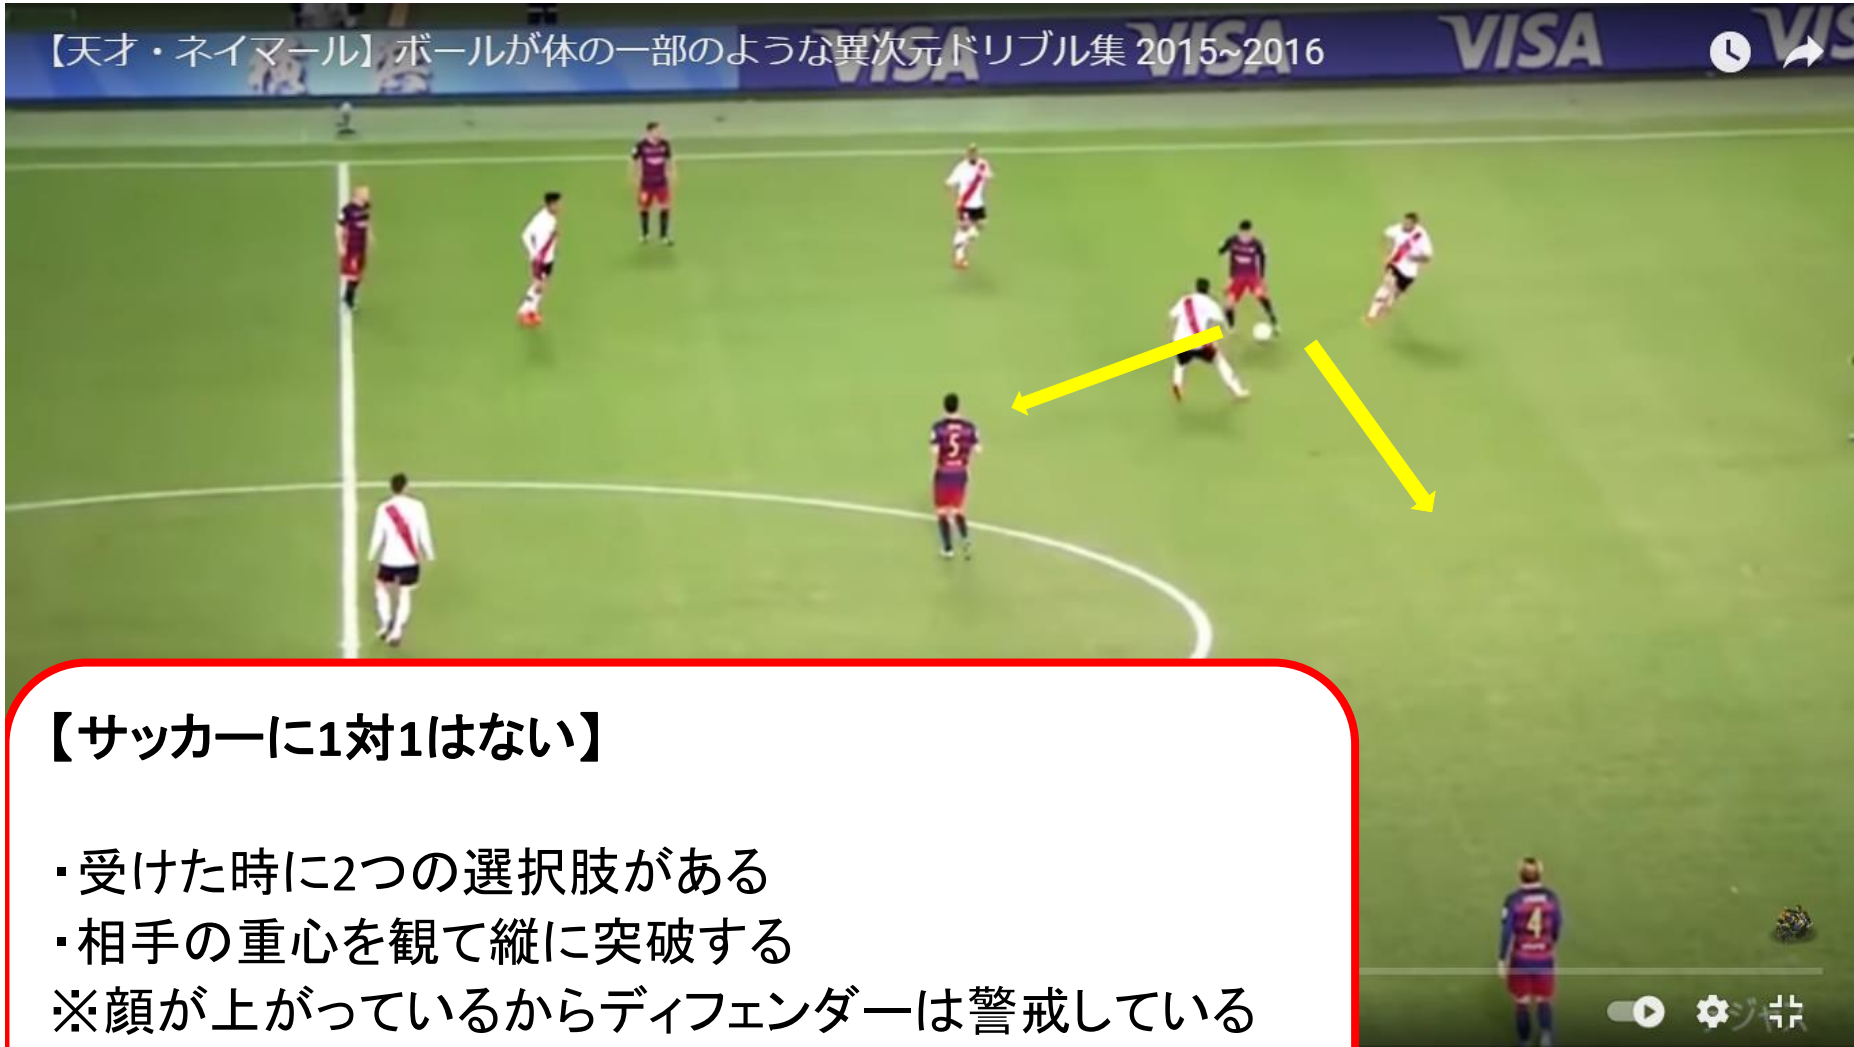 【天才・ネイマール】ボールが体の一部のような異次元ドリブル集 2015~2016
VISA
VISA
VISA
VIS
5
【サッカーに1対1はない】
・受けた時に2つの選択肢がある
・相手の重心を観て縦に突破する
※顔が上がっているからディフェンダーは警戒している
4